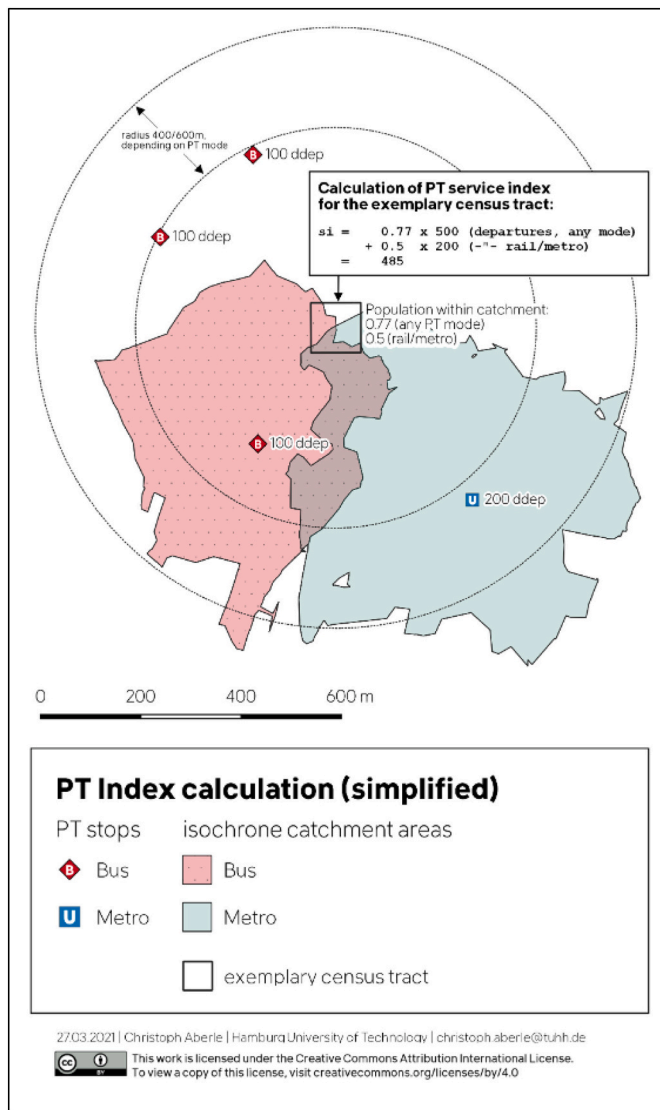 radius 400/600m,
depending on PT mode
B 100 ddep
Calculation of PT service index
for the exemplary census tract:
si = 0.77 x 500 (departures, any mode)
+ 0.5 x 200 (-"- rail/metro)
= 485
B 100 ddep
Population within catchment:
0.77 (any PT mode)
0.5 (rail/metro)
B 100 ddep
U 200 ddep
0 200 400 600 m
PT Index calculation (simplified)
PT stops isochrone catchment areas
B Bus Bus
U Metro Metro
exemplary census tract
27.03.2021 | Christoph Aberle | Hamburg University of Technology | christoph.aberle@tuhh.de
cc BY This work is licensed under the Creative Commons Attribution International License.
To view a copy of this license, visit creativecommons.org/licenses/by/4.0